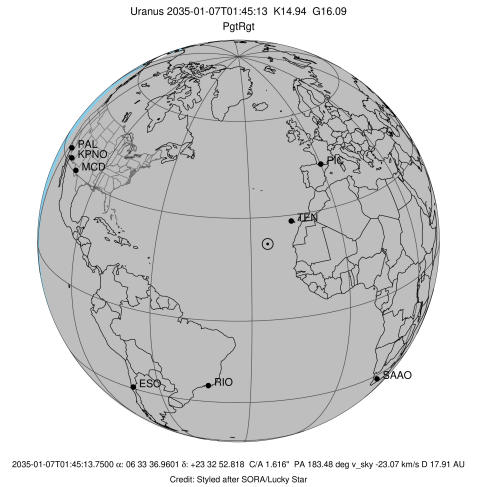 Uranus 2035-01-07T01:45:13  K14.94  G16.09
PgtRgt
PAL
KPNO
MCD
PIC
TEN
ESO
RIO
SAAO
2035-01-07T01:45:13.7500 α: 06 33 36.9601 δ: +23 32 52.818  C/A 1.616"  PA 183.48 deg v_sky -23.07 km/s D 17.91 AU
Credit: Styled after SORA/Lucky Star